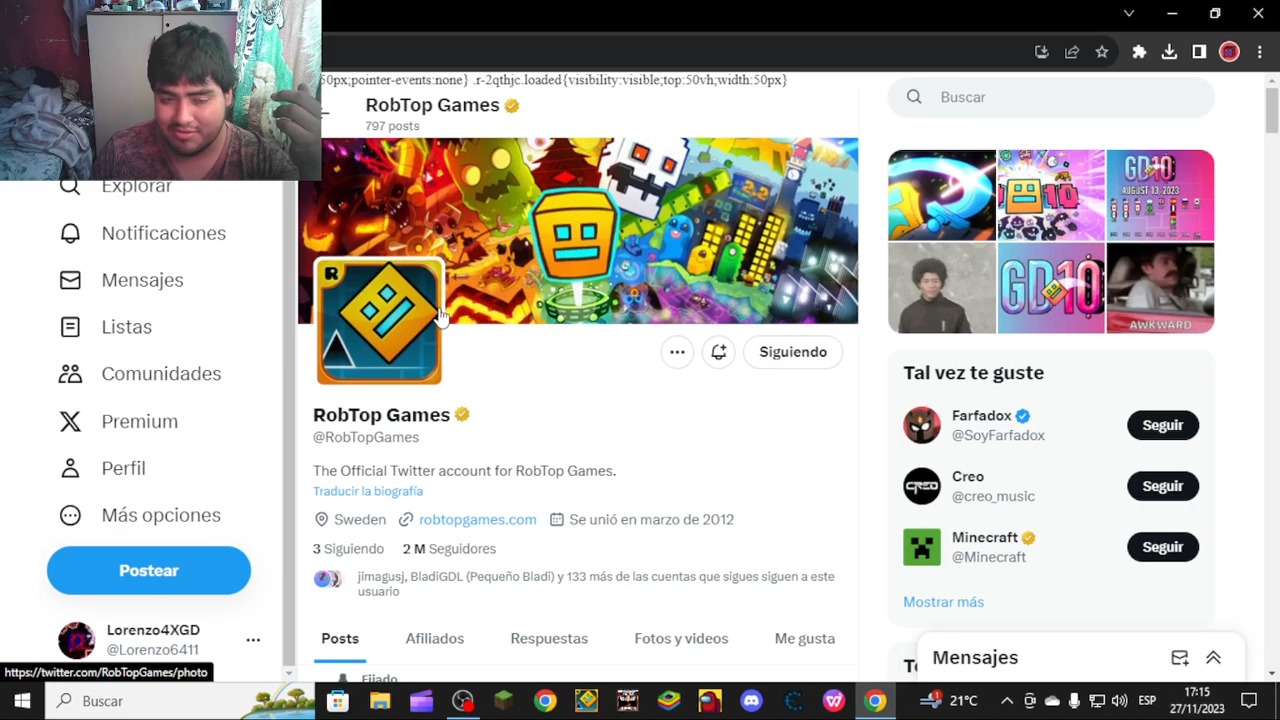 50px;pointer-events:none} .r-2qthjc.loaded{visibility:visible;top:50vh;width:50px}
RobTop Games
797 posts
Buscar
Explorar
Notificaciones
Mensajes
Listas
Comunidades
Premium
Perfil
Más opciones
Postear
Lorenzo4XGD
@Lorenzo6411
https://twitter.com/RobTopGames/photo
2.2
R
Siguiendo
RobTop Games
@RobTopGames
The Official Twitter account for RobTop Games.
Traducir la biografía
Sweden robtopgames.com Se unió en marzo de 2012
3 Siguiendo 2 M Seguidores
jimagusj, BladiGDL (Pequeño Bladi) y 133 más de las cuentas que sigues siguen a este
usuario
Posts Afiliados Respuestas Fotos y videos Me gusta
Fijado
GD10
AUGUST 13, 2023
GD10
AWKWARD
Tal vez te guste
Farfadox
@SoyFarfadox
Seguir
CREO
Creo
@creo_music
Seguir
Minecraft
@Minecraft
Seguir
Mostrar más
Mensajes
Buscar
21°C
ESP
17:15
27/11/2023